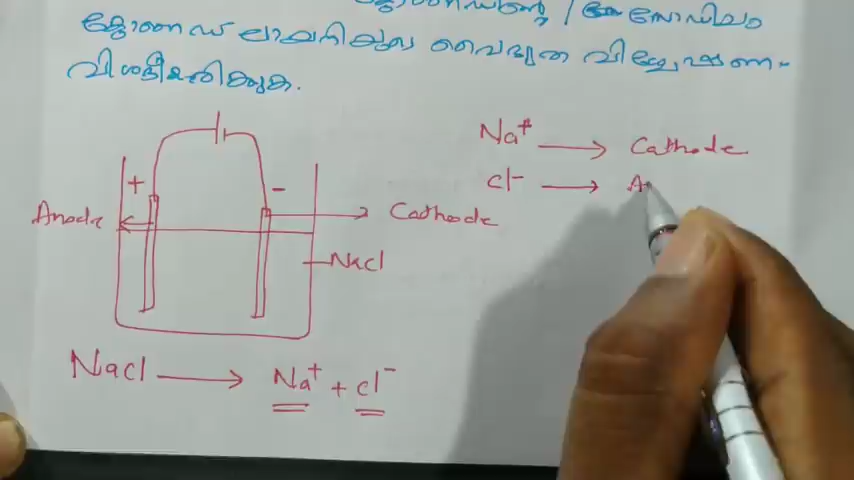 ക്ലോറൈഡ് ലായനിയുടെ വൈദ്യുത വിശ്ലേഷണം
വിശദീകരിക്കുക.
Na⁺ → Cathode
Cl⁻ → A
+
-
Anode
Cathode
NaCl
NaCl → Na⁺ + Cl⁻